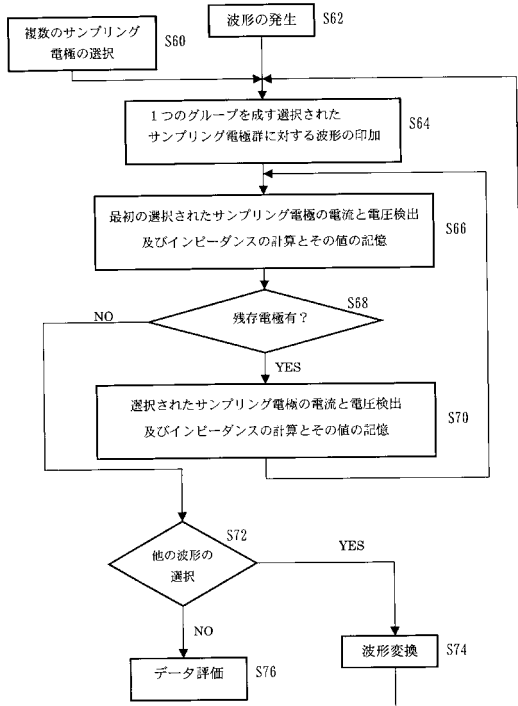 波形の発生
S62
複数のサンプリング
電極の選択
S60
1つのグループを成す選択された
サンプリング電極群に対する波形の印加
S64
最初の選択されたサンプリング電極の電流と電圧検出
及びインピーダンスの計算とその値の記憶
S66
S68
残存電極有?
NO
YES
選択されたサンプリング電極の電流と電圧検出
及びインピーダンスの計算とその値の記憶
S70
S72
他の波形の
選択
YES
NO
データ評価
S76
波形変換
S74